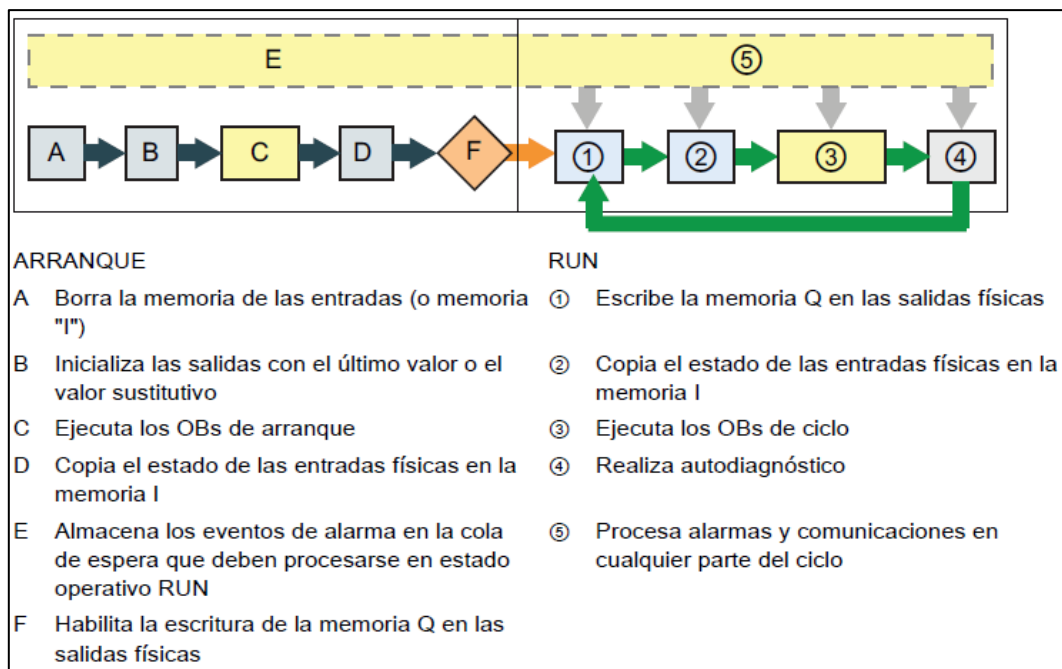 E ⑤
A B C D F ① ② ③ ④
ARRANQUE
A Borra la memoria de las entradas (o memoria
"I")
B Inicializa las salidas con el último valor o el
valor sustitutivo
C Ejecuta los OBs de arranque
D Copia el estado de las entradas físicas en la
memoria I
E Almacena los eventos de alarma en la cola
de espera que deben procesarse en estado
operativo RUN
F Habilita la escritura de la memoria Q en las
salidas físicas
RUN
① Escribe la memoria Q en las salidas físicas
② Copia el estado de las entradas físicas en la
memoria I
③ Ejecuta los OBs de ciclo
④ Realiza autodiagnóstico
⑤ Procesa alarmas y comunicaciones en
cualquier parte del ciclo